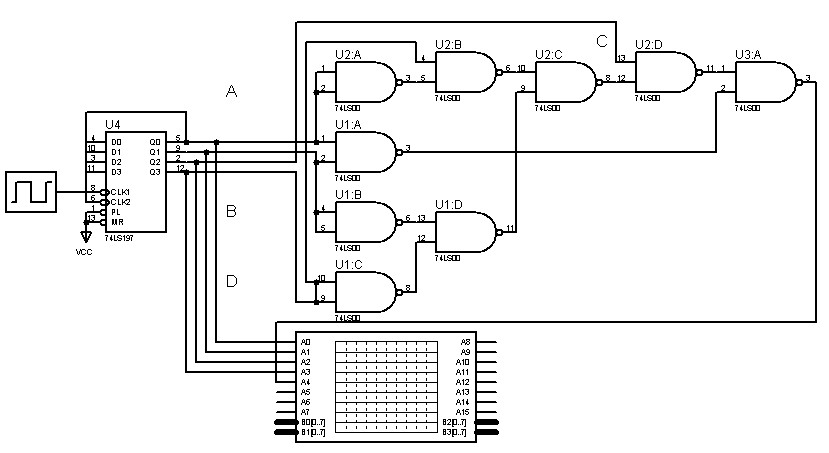 A
B
D
C
U4
4 D0 Q0 5
10 D1 Q1 9
3 D2 Q2 2
11 D3 Q3 12
8 CLK1
6 CLK2
1 PL
13 MR
74LS197
VCC
U2:A
1
2
3
74LS00
U2:B
4
5
6
74LS00
U2:C
10
9
8
74LS00
U2:D
13
12
11
74LS00
U3:A
1
2
3
74LS00
U1:A
1
2
3
74LS00
U1:B
4
5
6
74LS00
U1:D
13
12
11
74LS00
U1:C
10
9
8
74LS00
A0 A8
A1 A9
A2 A10
A3 A11
A4 A12
A5 A13
A6 A14
A7 A15
B0[0..7] B2[0..7]
B1[0..7] B3[0..7]